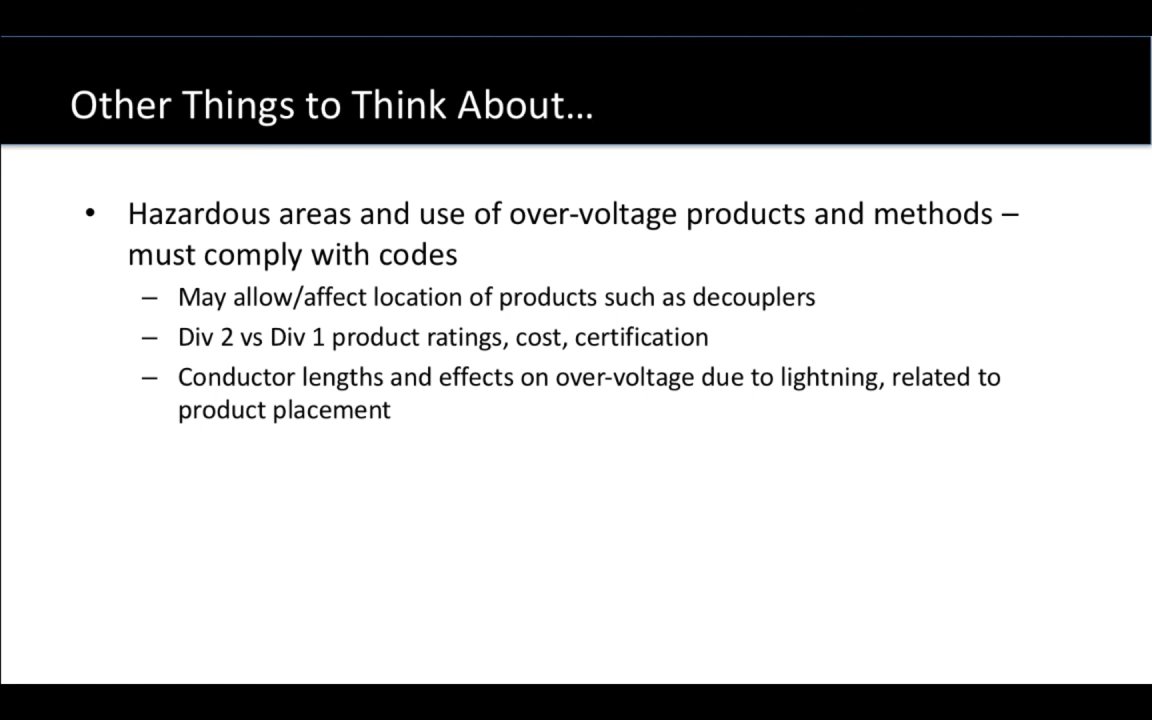 Other Things to Think About...
• Hazardous areas and use of over-voltage products and methods –
must comply with codes
– May allow/affect location of products such as decouplers
– Div 2 vs Div 1 product ratings, cost, certification
– Conductor lengths and effects on over-voltage due to lightning, related to
product placement